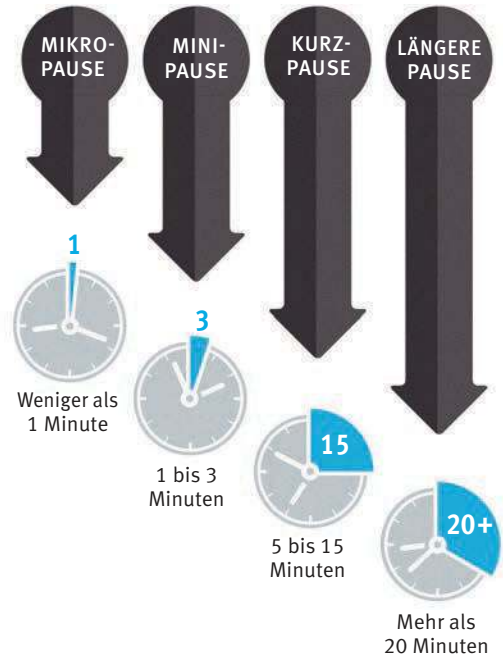 MIKRO-
PAUSE
MINI-
PAUSE
KURZ-
PAUSE
LÄNGERE
PAUSE
1
Weniger als
1 Minute
3
1 bis 3
Minuten
15
5 bis 15
Minuten
20+
Mehr als
20 Minuten